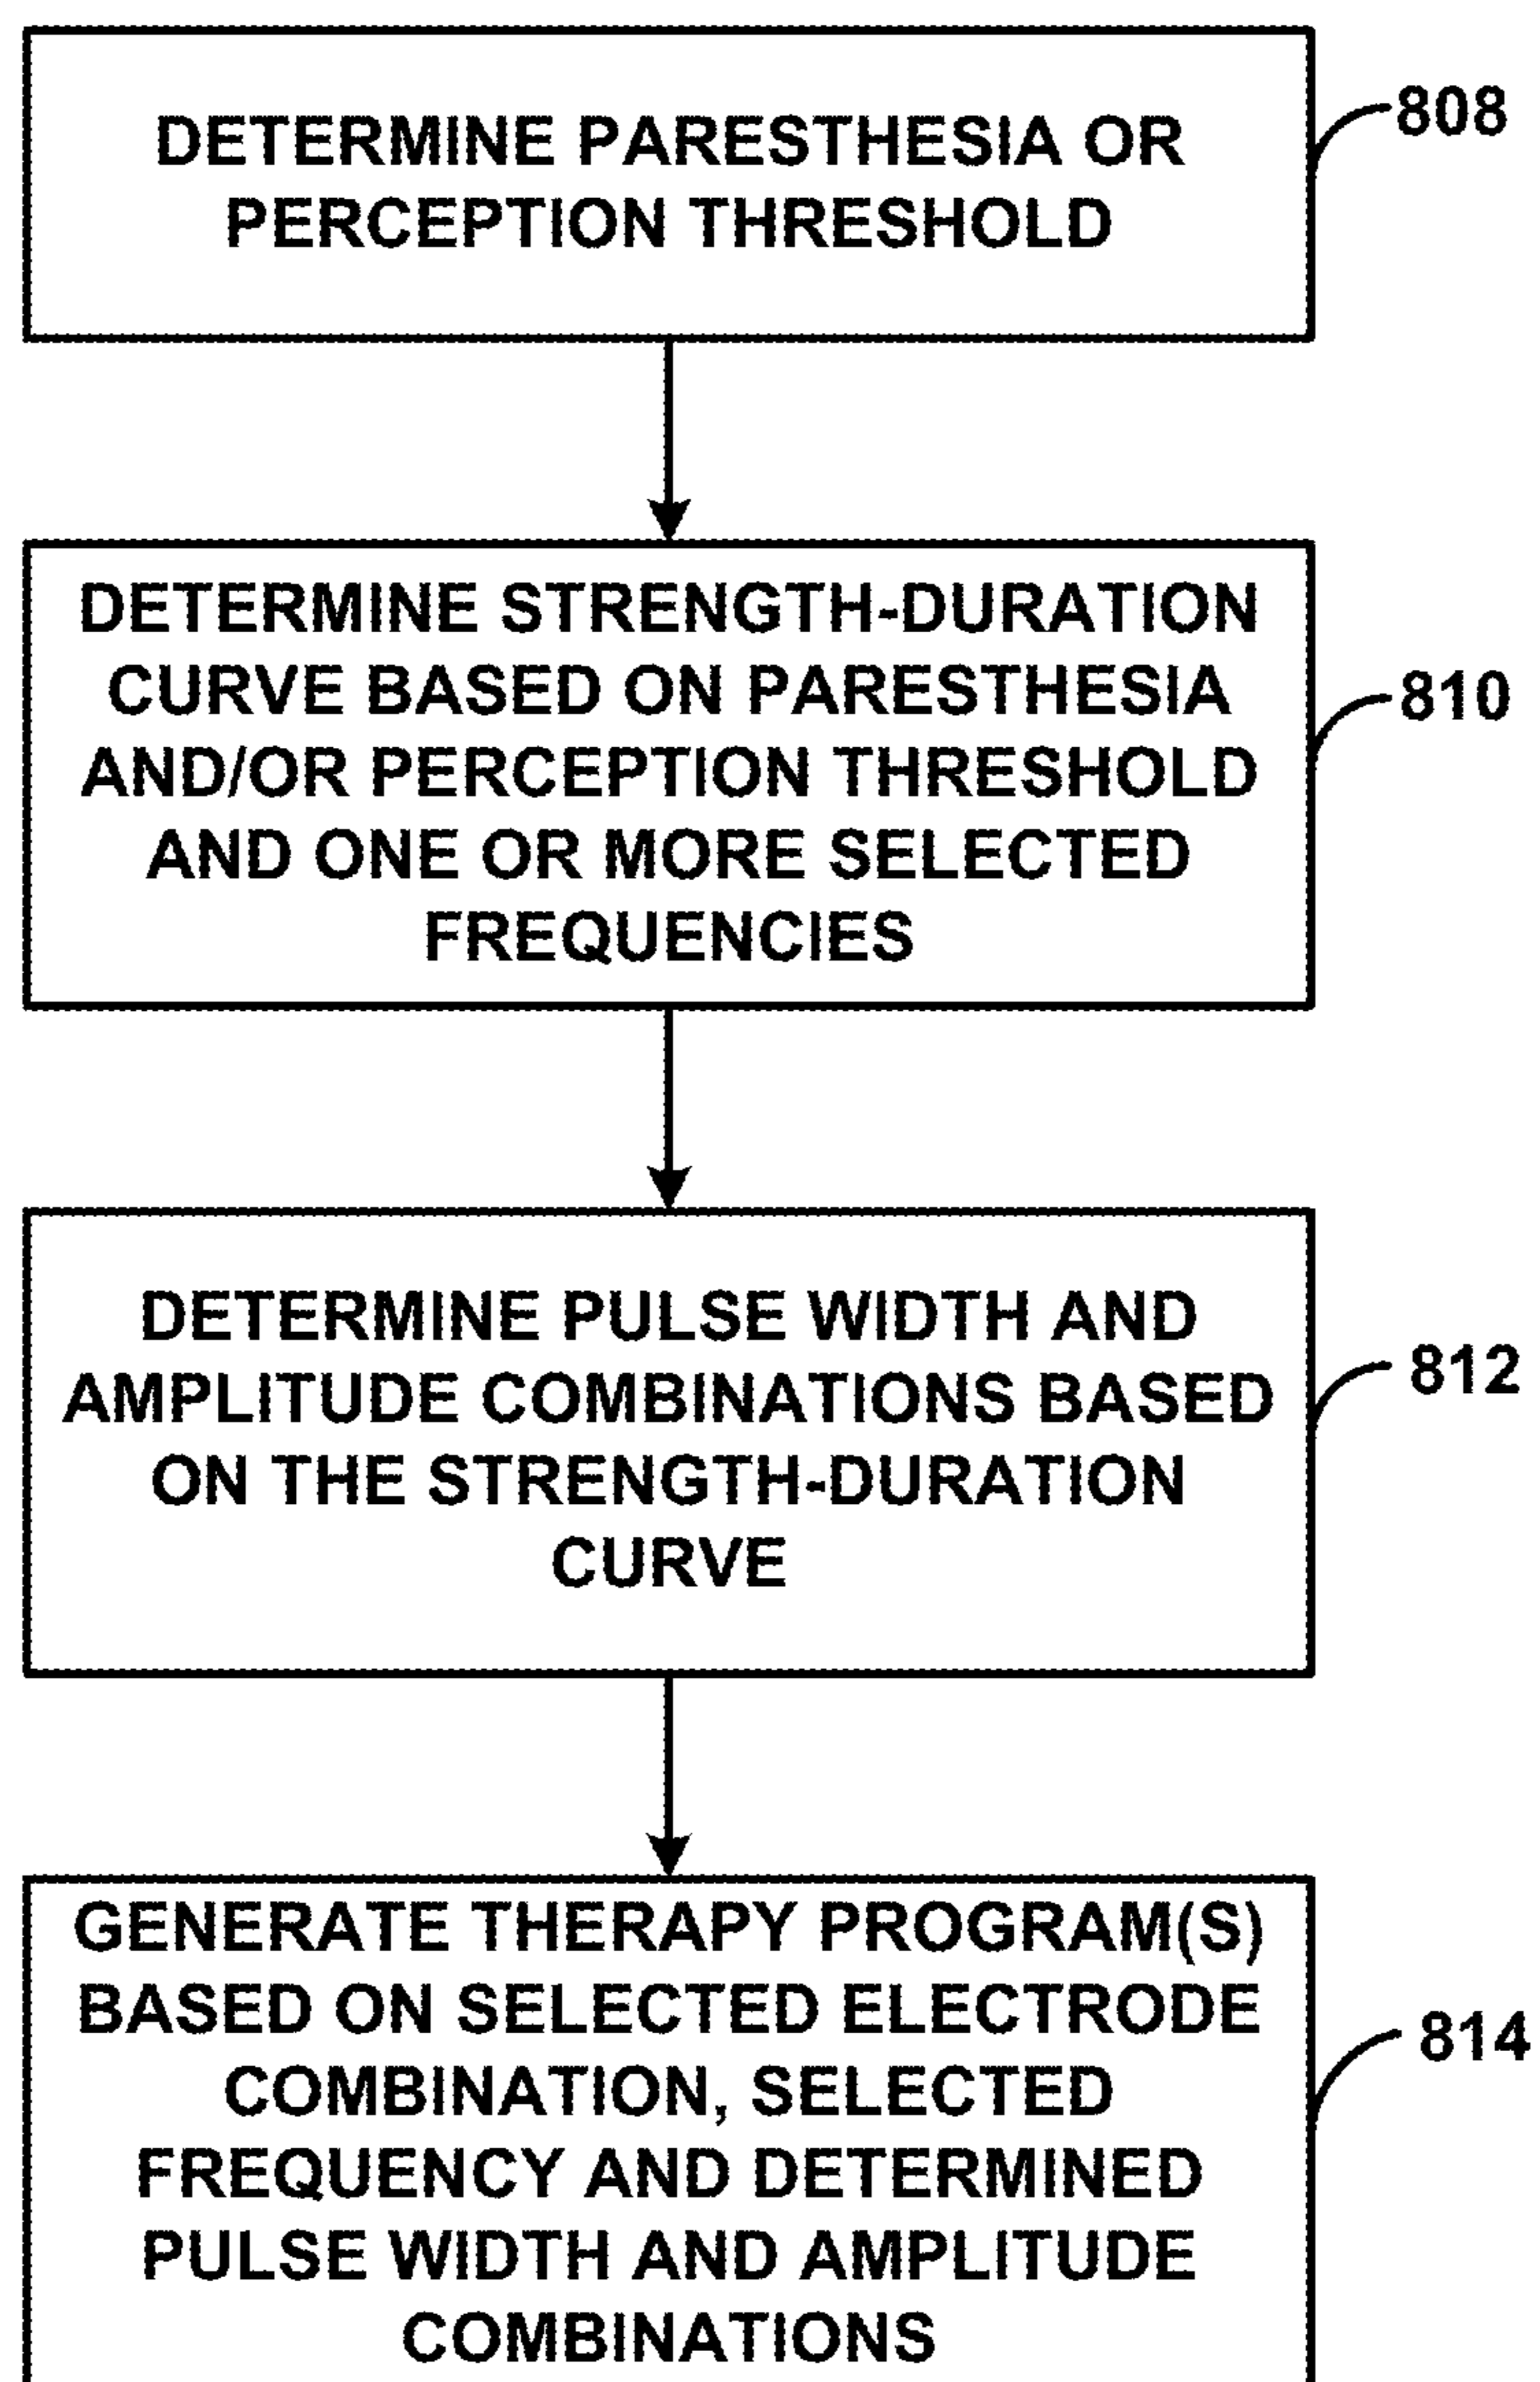 DETERMINE PARESTHESIA OR
PERCEPTION THRESHOLD
808
DETERMINE STRENGTH-DURATION
CURVE BASED ON PARESTHESIA
AND/OR PERCEPTION THRESHOLD
AND ONE OR MORE SELECTED
FREQUENCIES
810
DETERMINE PULSE WIDTH AND
AMPLITUDE COMBINATIONS BASED
ON THE STRENGTH-DURATION
CURVE
812
GENERATE THERAPY PROGRAM(S)
BASED ON SELECTED ELECTRODE
COMBINATION, SELECTED
FREQUENCY AND DETERMINED
PULSE WIDTH AND AMPLITUDE
COMBINATIONS
814